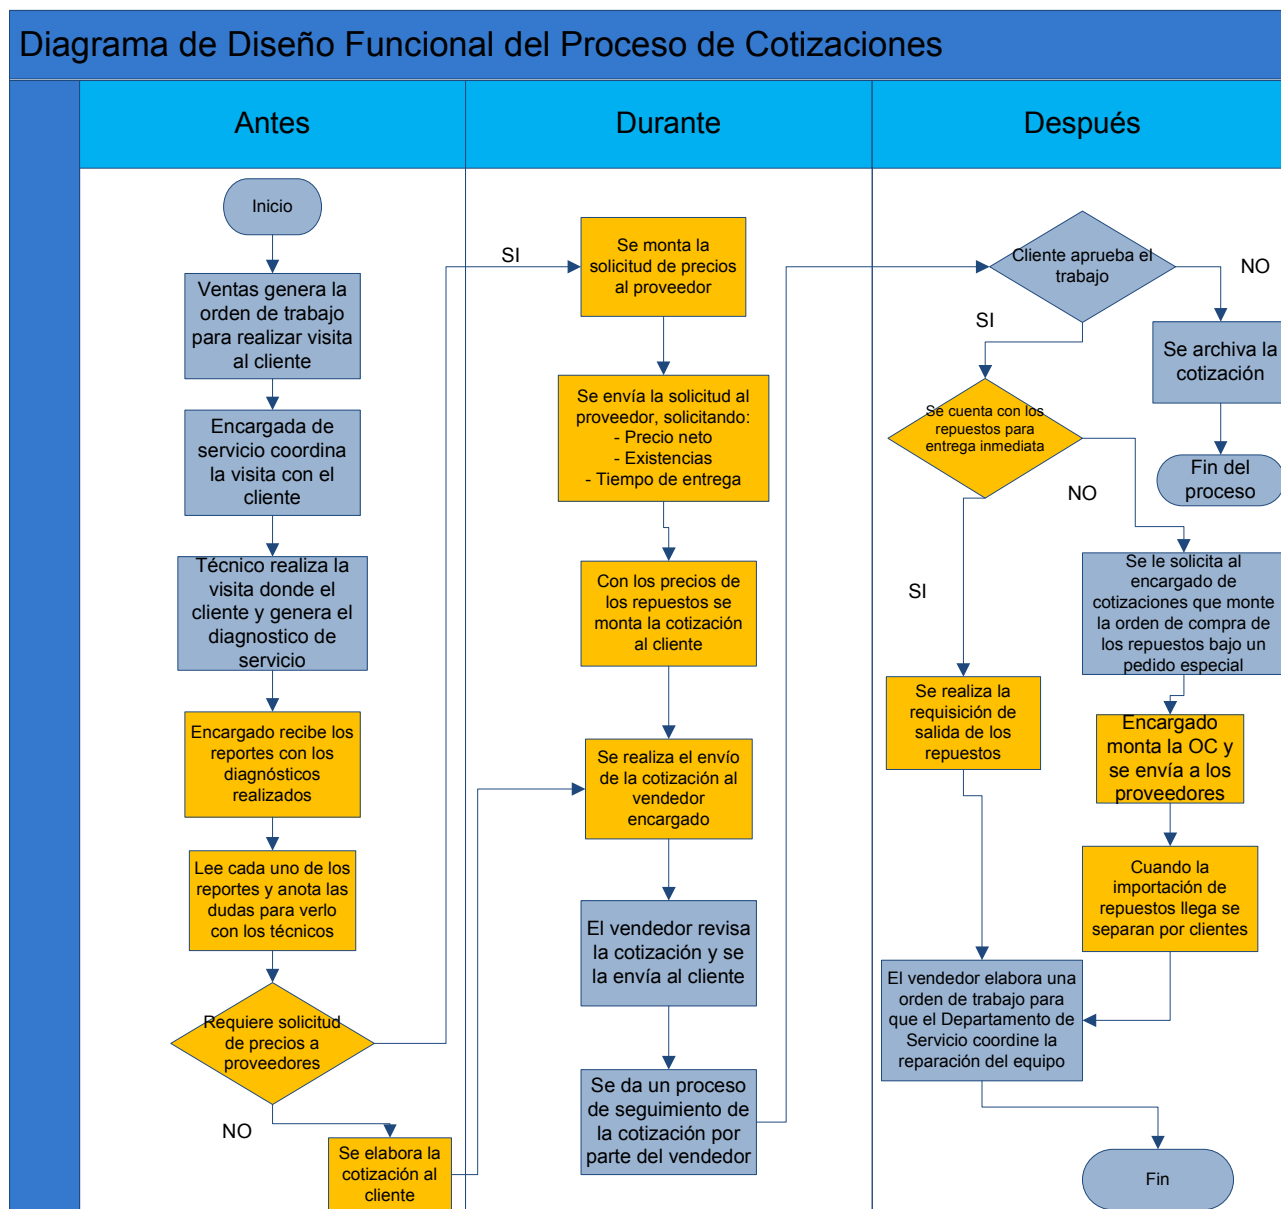 Diagrama de Diseño Funcional del Proceso de Cotizaciones
Antes
Durante
Después
Inicio
Ventas genera la
orden de trabajo
para realizar visita
al cliente
Encargada de
servicio coordina
la visita con el
cliente
Técnico realiza la
visita donde el
cliente y genera el
diagnostico de
servicio
Encargado recibe los
reportes con los
diagnósticos
realizados
Lee cada uno de los
reportes y anota las
dudas para verlo
con los técnicos
Requiere solicitud
de precios a
proveedores
NO
Se elabora la
cotización al
cliente
SI
Se monta la
solicitud de precios
al proveedor
Se envía la solicitud al
proveedor, solicitando:
- Precio neto
- Existencias
- Tiempo de entrega
Con los precios de
los repuestos se
monta la cotización
al cliente
Se realiza el envío
de la cotización al
vendedor
encargado
El vendedor revisa
la cotización y se
la envía al cliente
Se da un proceso
de seguimiento de
la cotización por
parte del vendedor
Cliente aprueba el
trabajo
NO
Se archiva la
cotización
Fin del
proceso
SI
Se cuenta con los
repuestos para
entrega inmediata
NO
Se le solicita al
encargado de
cotizaciones que monte
la orden de compra de
los repuestos bajo un
pedido especial
Encargado
monta la OC y
se envía a los
proveedores
Cuando la
importación de
repuestos llega se
separan por clientes
SI
Se realiza la
requisición de
salida de los
repuestos
El vendedor elabora una
orden de trabajo para
que el Departamento de
Servicio coordine la
reparación del equipo
Fin